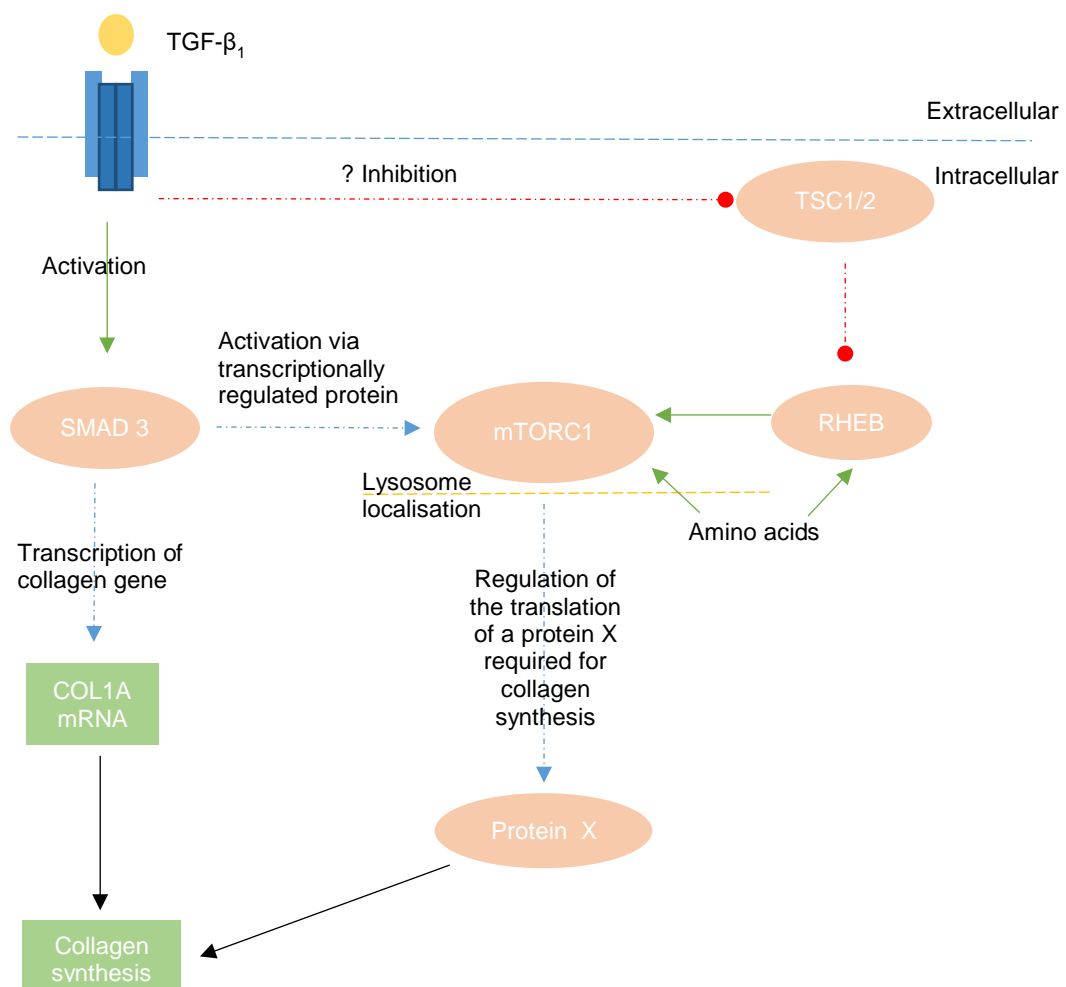 TGF-β₁
Extracellular
? Inhibition
Intracellular
TSC1/2
Activation
Activation via
transcriptionally
regulated protein
SMAD 3
mTORC1
RHEB
Lysosome
localisation
Amino acids
Transcription of
collagen gene
Regulation of
the translation
of a protein X
required for
collagen
synthesis
COL1A
mRNA
Protein X
Collagen
synthesis